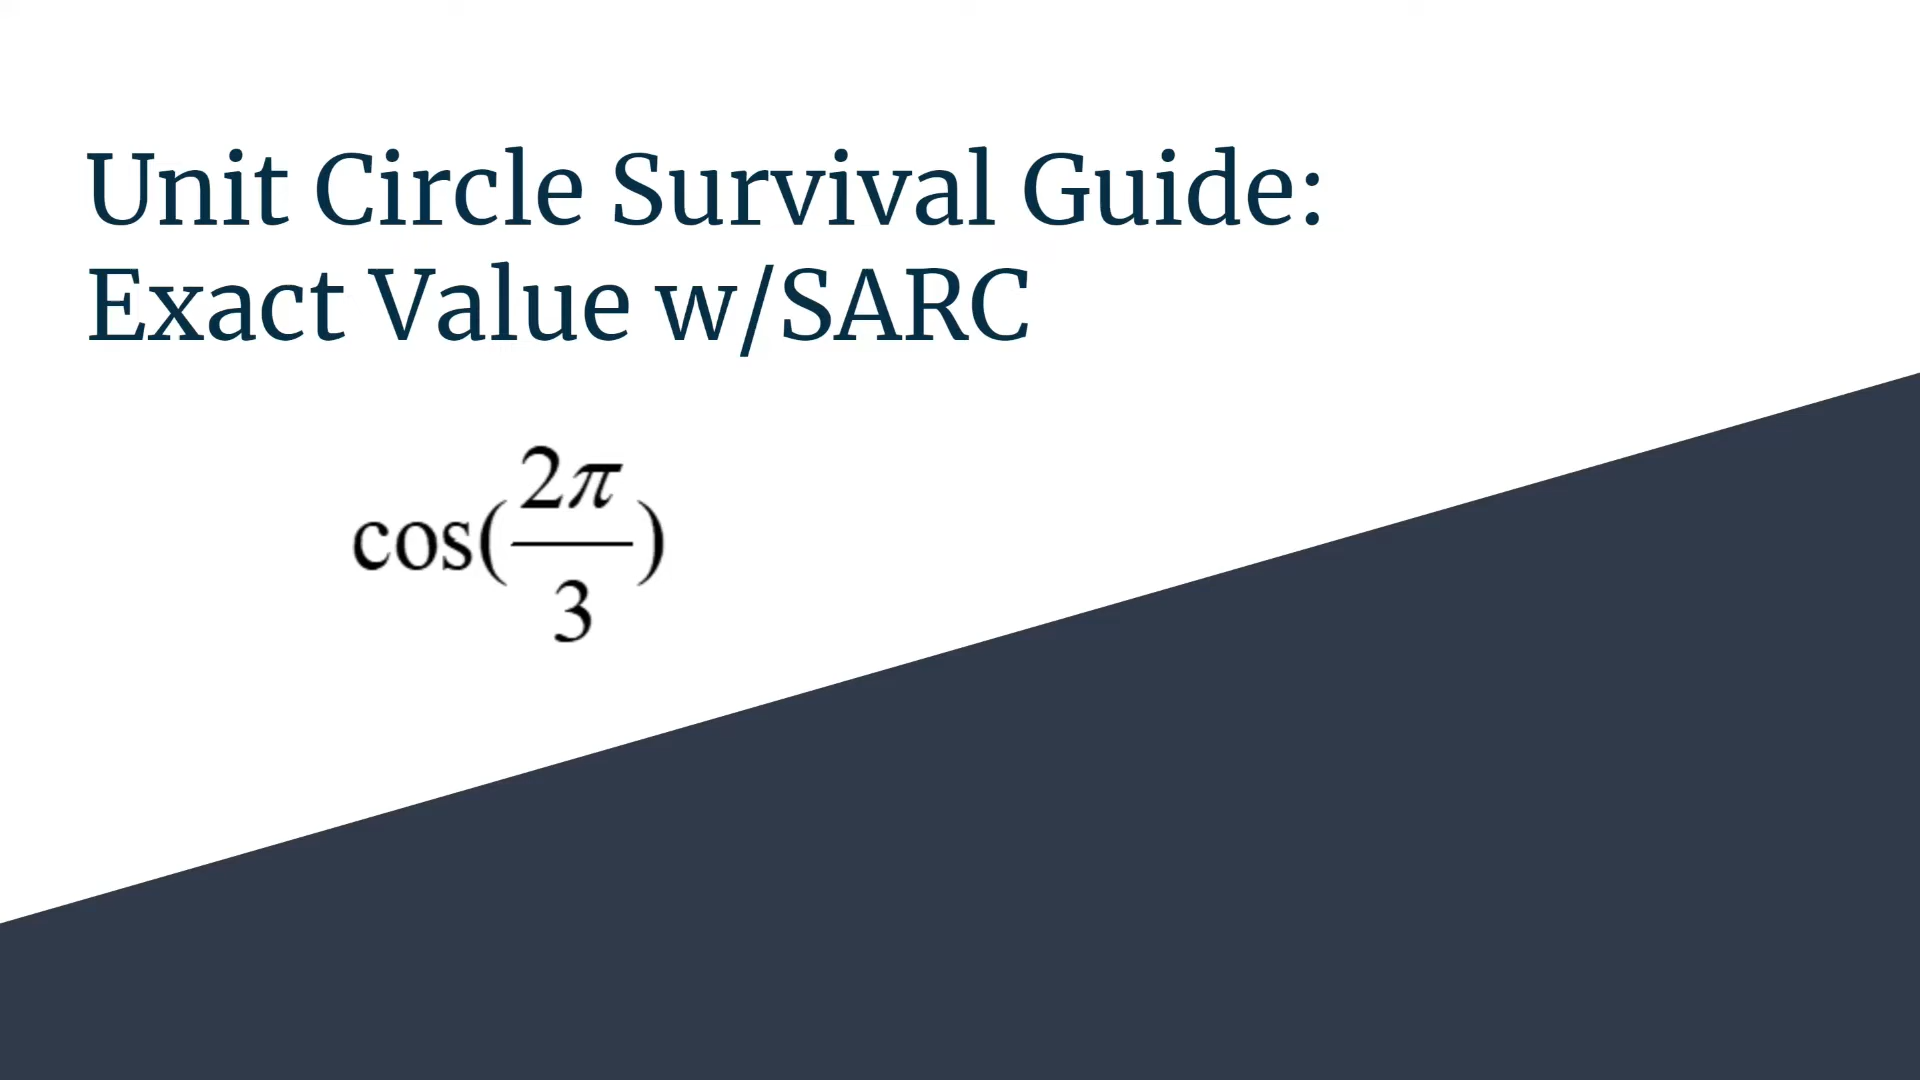 Unit Circle Survival Guide:
Exact Value w/SARC
cos(2π/3)